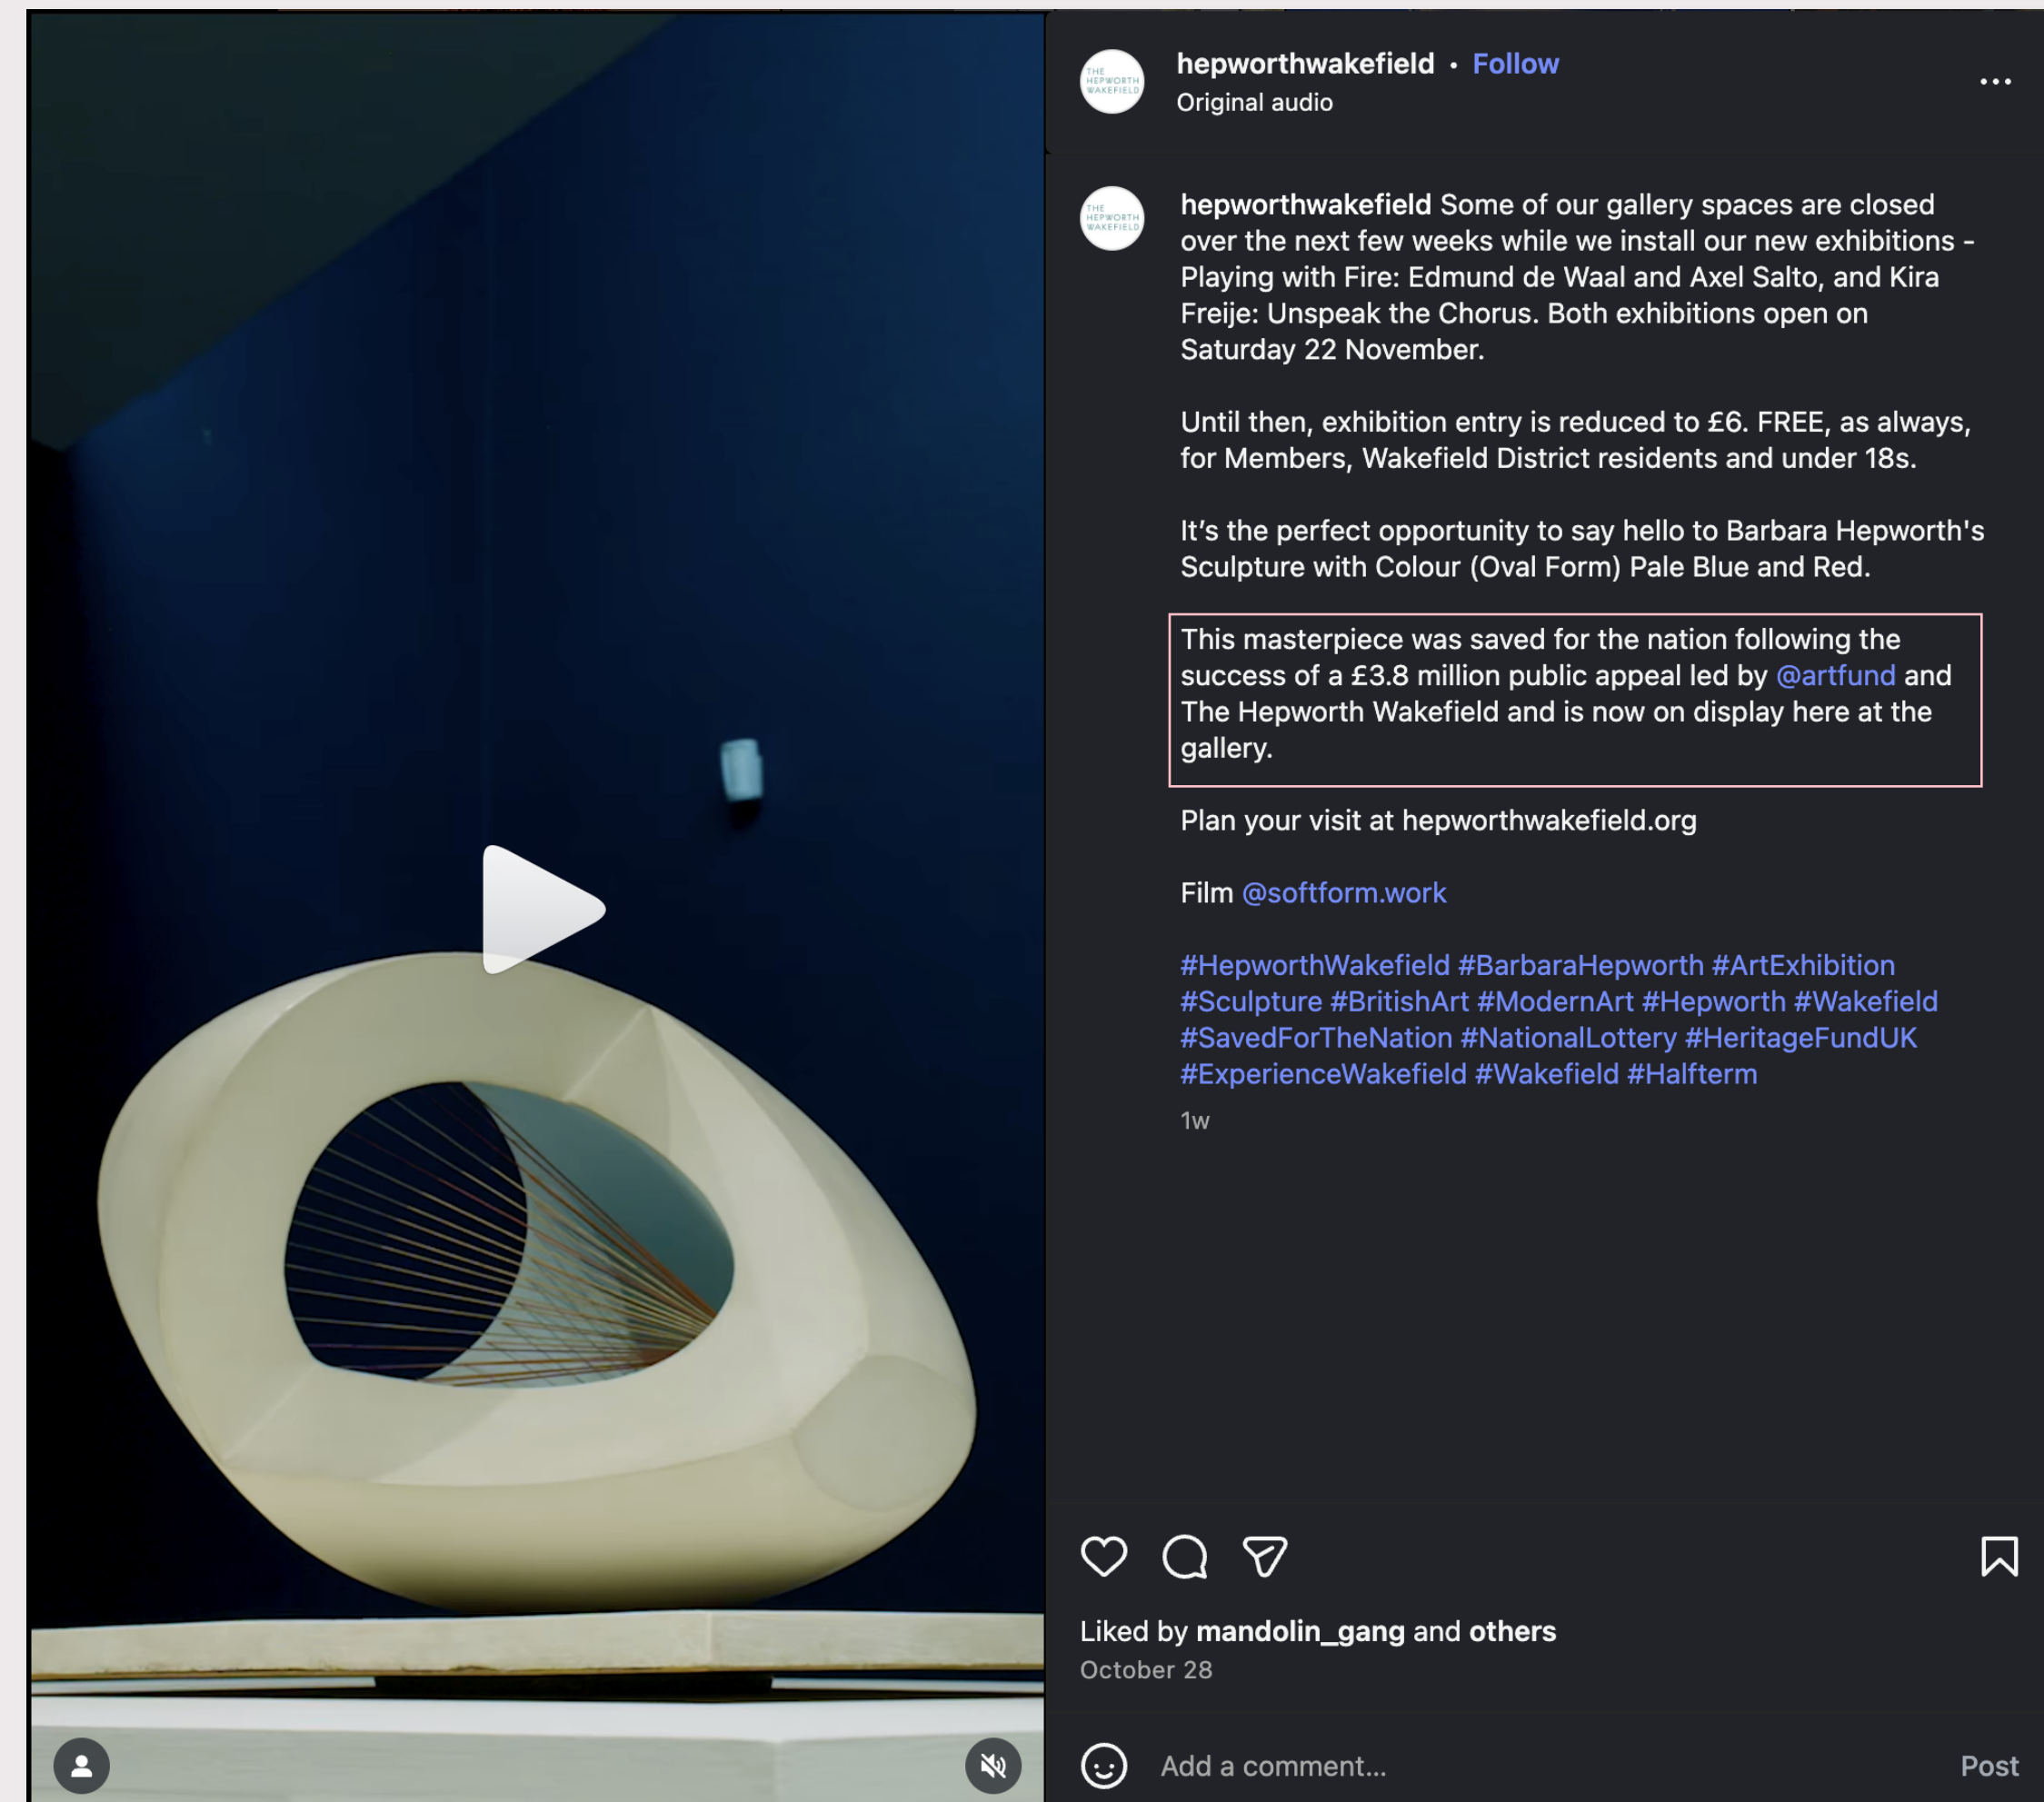 THE
HEPWORTH
WAKEFIELD
hepworthwakefield • Follow
Original audio
THE
HEPWORTH
WAKEFIELD
hepworthwakefield Some of our gallery spaces are closed
over the next few weeks while we install our new exhibitions -
Playing with Fire: Edmund de Waal and Axel Salto, and Kira
Freije: Unspeak the Chorus. Both exhibitions open on
Saturday 22 November.
Until then, exhibition entry is reduced to £6. FREE, as always,
for Members, Wakefield District residents and under 18s.
It’s the perfect opportunity to say hello to Barbara Hepworth's
Sculpture with Colour (Oval Form) Pale Blue and Red.
This masterpiece was saved for the nation following the
success of a £3.8 million public appeal led by @artfund and
The Hepworth Wakefield and is now on display here at the
gallery.
Plan your visit at hepworthwakefield.org
Film @softform.work
#HepworthWakefield #BarbaraHepworth #ArtExhibition
#Sculpture #BritishArt #ModernArt #Hepworth #Wakefield
#SavedForTheNation #NationalLottery #HeritageFundUK
#ExperienceWakefield #Wakefield #Halfterm
1w
Liked by mandolin_gang and others
October 28
Add a comment...
Post